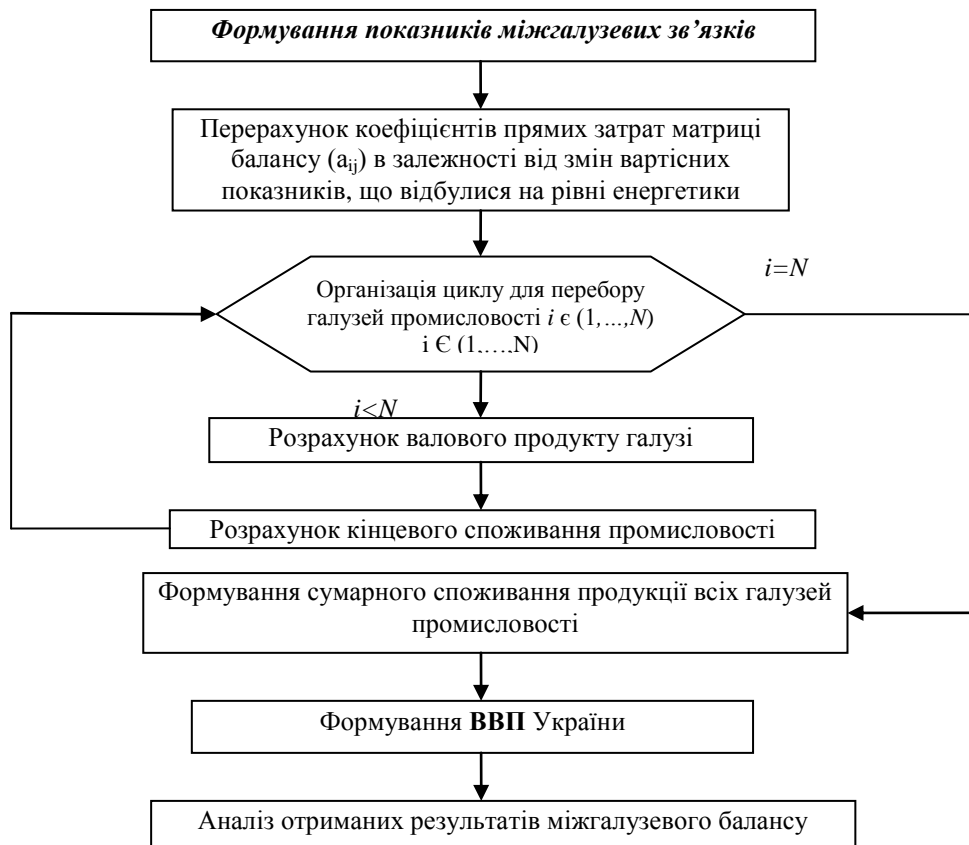 Формування показників міжгалузевих зв’язків
Перерахунок коефіцієнтів прямих затрат матриці
балансу (aij) в залежності від змін вартісних
показників, що відбулися на рівні енергетики
i=N
Організація циклу для перебору
галузей промисловості i є (1,…,N)
і Є (1,…,N)
i<N
Розрахунок валового продукту галузі
Розрахунок кінцевого споживання промисловості
Формування сумарного споживання продукції всіх галузей
промисловості
Формування ВВП України
Аналіз отриманих результатів міжгалузевого балансу